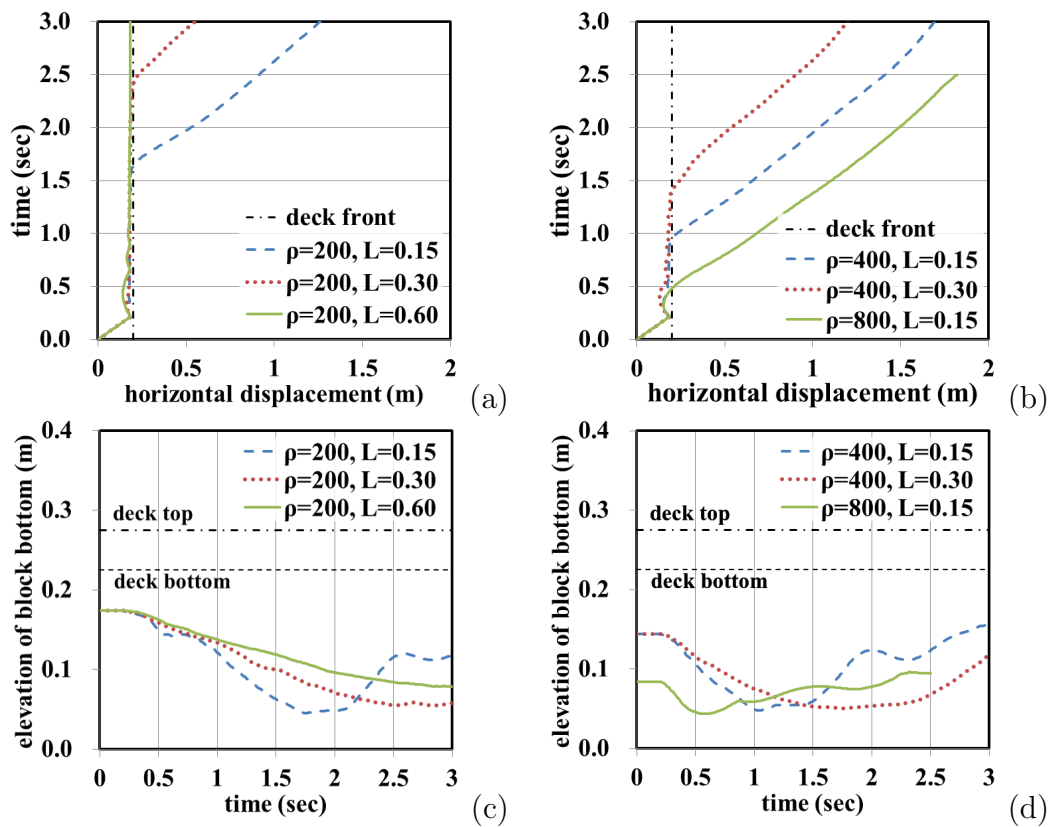 3.0
2.5
2.0
1.5
1.0
0.5
0.0
time (sec)
deck front
ρ=200, L=0.15
ρ=200, L=0.30
ρ=200, L=0.60
0 0.5 1 1.5 2
horizontal displacement (m)
(a)
3.0
2.5
2.0
1.5
1.0
0.5
0.0
time (sec)
deck front
ρ=400, L=0.15
ρ=400, L=0.30
ρ=800, L=0.15
0 0.5 1 1.5 2
horizontal displacement (m)
(b)
0.4
0.3
0.2
0.1
0.0
elevation of block bottom (m)
ρ=200, L=0.15
ρ=200, L=0.30
ρ=200, L=0.60
deck top
deck bottom
0 0.5 1 1.5 2 2.5 3
time (sec)
(c)
0.4
0.3
0.2
0.1
0.0
elevation of block bottom (m)
ρ=400, L=0.15
ρ=400, L=0.30
ρ=800, L=0.15
deck top
deck bottom
0 0.5 1 1.5 2 2.5 3
time (sec)
(d)